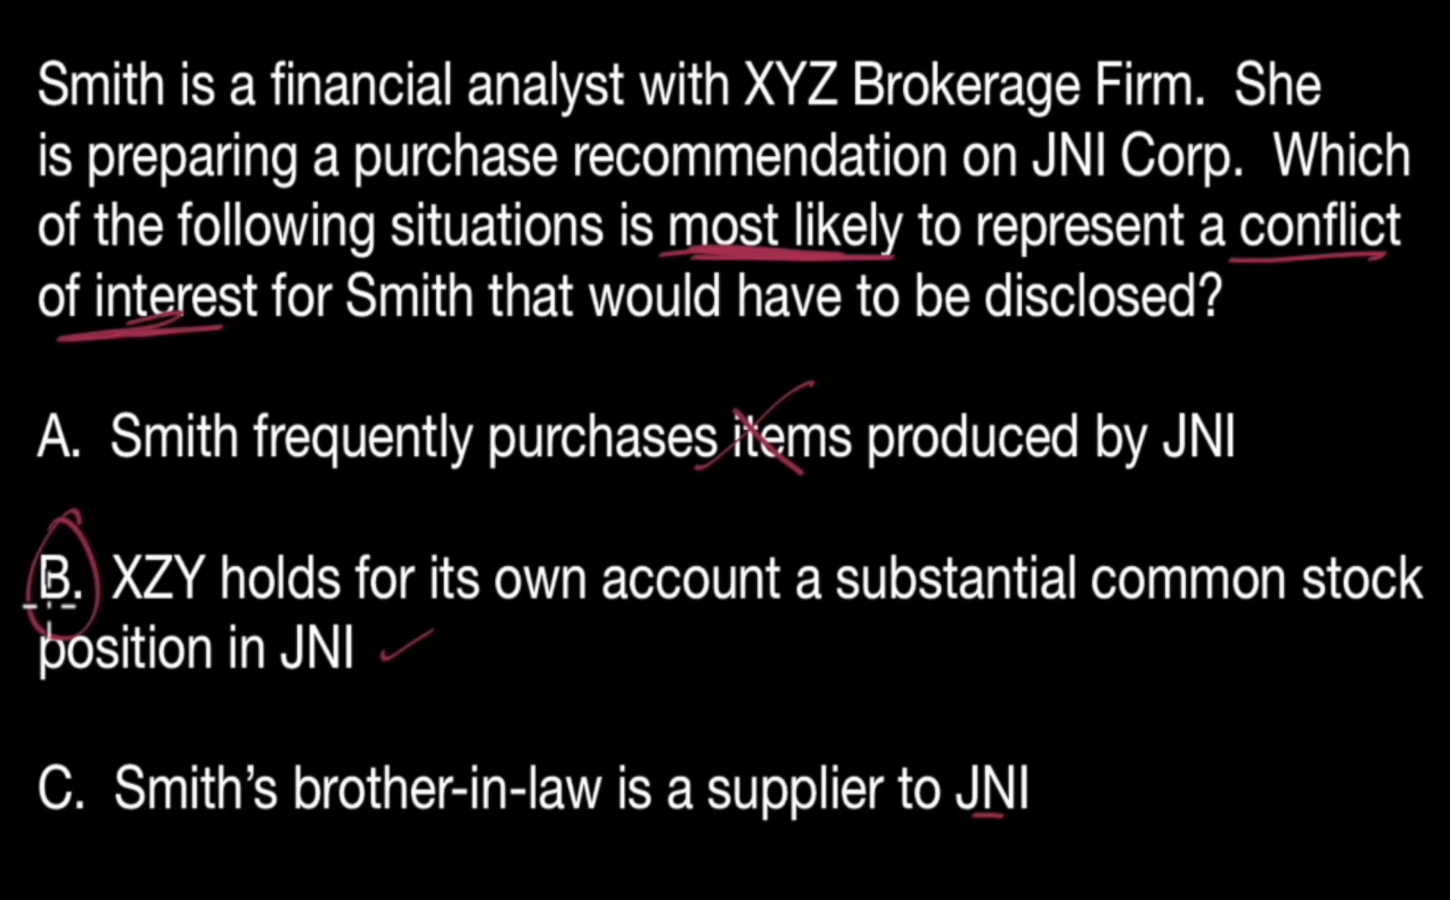 Smith is a financial analyst with XYZ Brokerage Firm.  She
is preparing a purchase recommendation on JNI Corp.  Which
of the following situations is most likely to represent a conflict
of interest for Smith that would have to be disclosed?
A.  Smith frequently purchases items produced by JNI
B.  XZY holds for its own account a substantial common stock
position in JNI
C.  Smith’s brother-in-law is a supplier to JNI